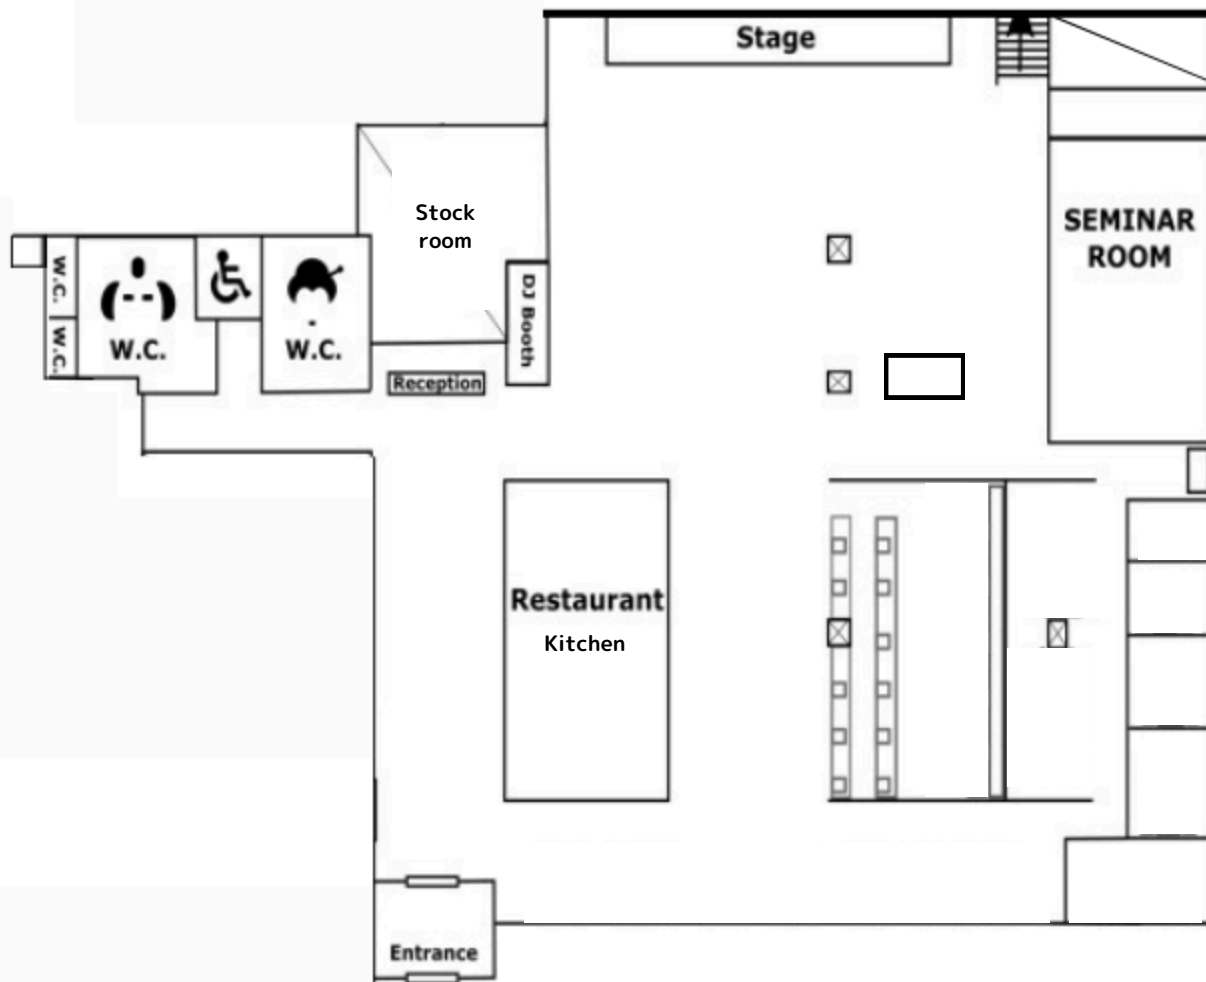 Stage
Stock
room
SEMINAR
ROOM
W.C.
W.C.
W.C.
W.C.
DJ Booth
Reception
Restaurant
Kitchen
Entrance